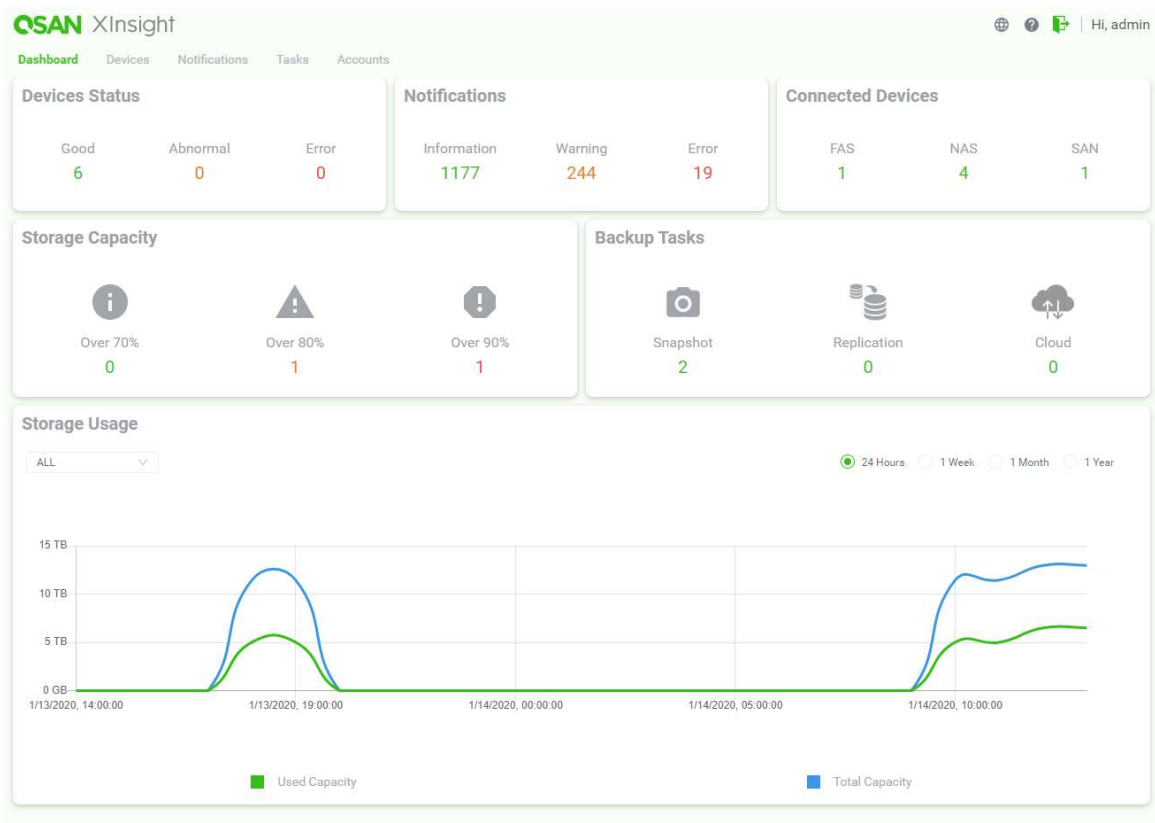 QSAN XInsight
Hi, admin
Dashboard Devices Notifications Tasks Accounts
Devices Status
Good Abnormal Error
6 0 0
Notifications
Information Warning Error
1177 244 19
Connected Devices
FAS NAS SAN
1 4 1
Storage Capacity
Over 70% Over 80% Over 90%
0 1 1
Backup Tasks
Snapshot Replication Cloud
2 0 0
Storage Usage
ALL
24 Hours 1 Week 1 Month 1 Year
15 TB
10 TB
5 TB
0 GB
1/13/2020, 14:00:00 1/13/2020, 19:00:00 1/14/2020, 00:00:00 1/14/2020, 05:00:00 1/14/2020, 10:00:00
Used Capacity Total Capacity